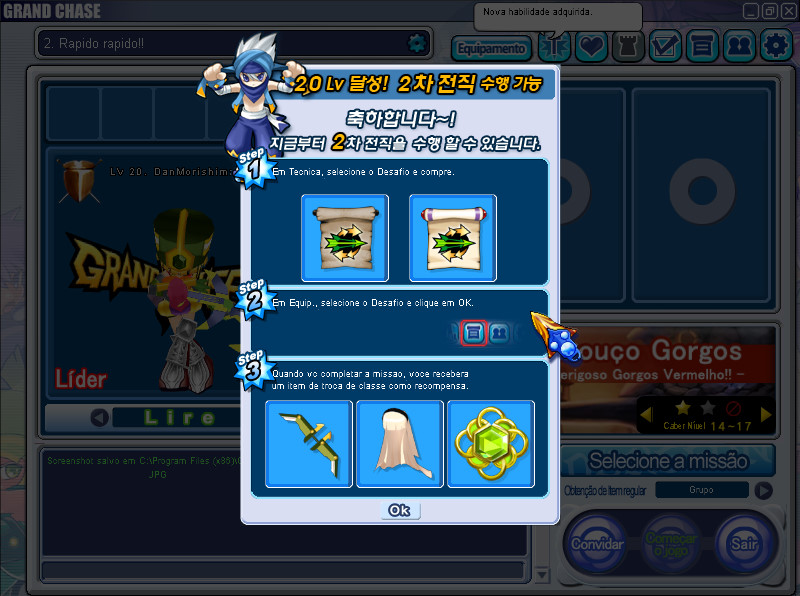 GRAND CHASE
Nova habilidade adquirida.
2. Rapido rapido!!
Equipamento
20 Lv 달성! 2차 전직 수행 가능
축하합니다~!
지금부터 2차 전직을 수행 할 수 있습니다.
Step 1
Em Tecnica, selecione o Desafio e compre.
LV 20.. DanMorishim
GRAND
Step 2
Em Equip., selecione o Desafio e clique em OK.
Step 3
Quando vc completar a missao, voce recebera
um item de troca de classe como recompensa.
Líder
Lire
ouço Gorgos
erigoso Gorgos Vermelho!! -
Caber Nível 14~17
Screenshot salvo em C:\Program Files (x86)\
JPG
Selecione a missão
Obtenção de Item regular
Grupo
Ok
Convidar
Começar
o jogo
Sair